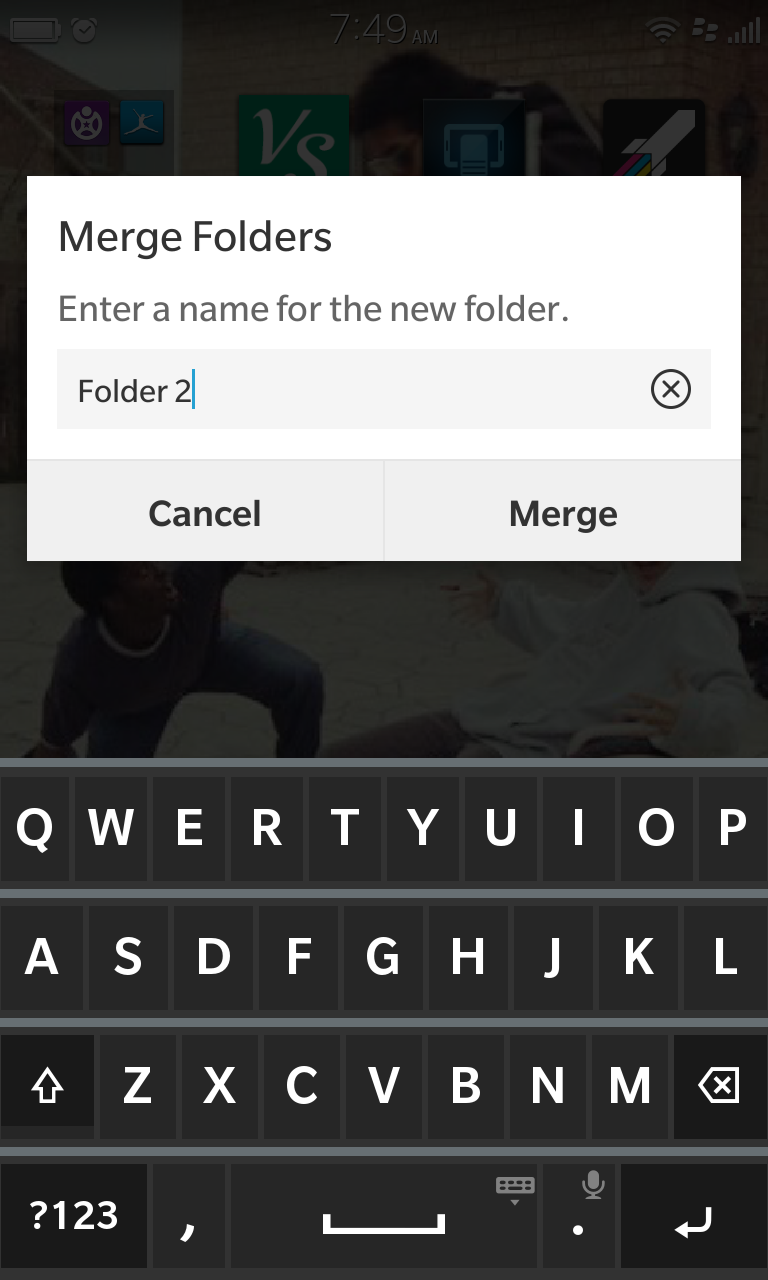 7:49 AM
VS
Merge Folders
Enter a name for the new folder.
Folder 2
Cancel Merge
Q W E R T Y U I O P
A S D F G H J K L
Z X C V B N M
?123 , .